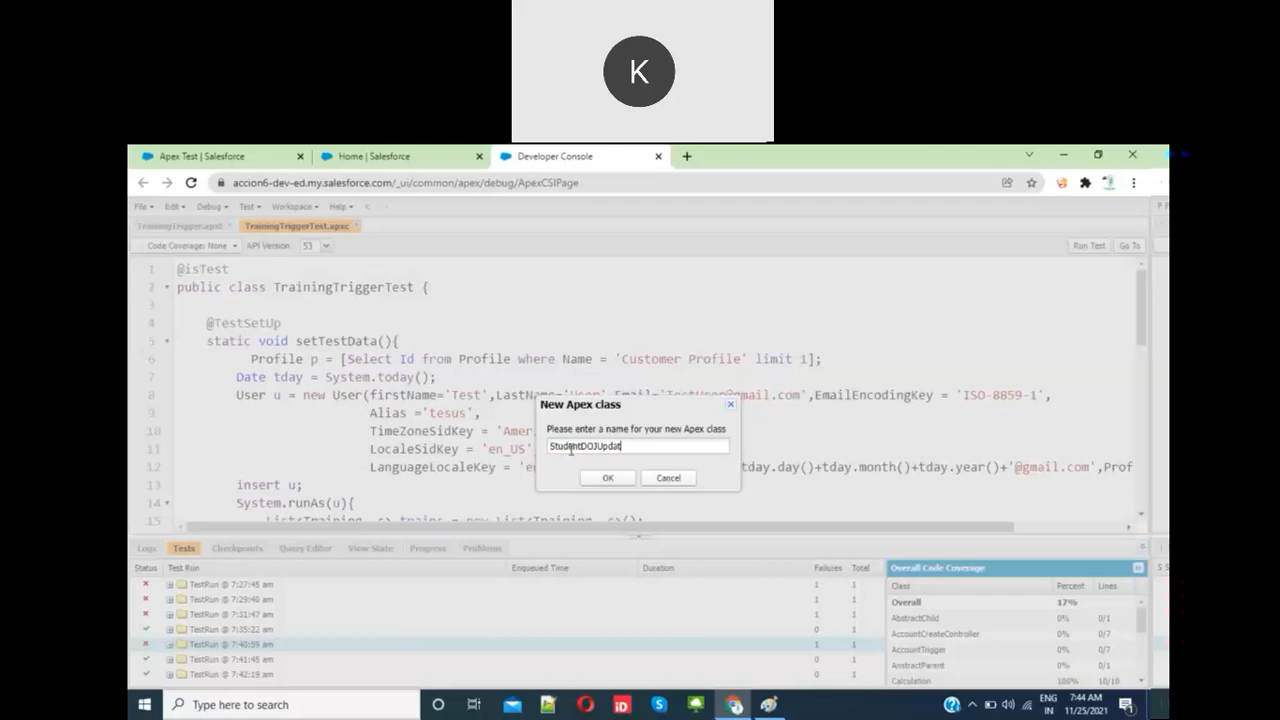 K
Apex Test | Salesforce
Home | Salesforce
Developer Console
accion6-dev-ed.my.salesforce.com/_ui/common/apex/debug/ApexCSIPage
File Edit Debug Test Workspace Help <
TrainingTrigger.apxt TrainingTriggerTest.apxc
Code Coverage: None API Version 53 Run Test Go To
1 @isTest
2 public class TrainingTriggerTest {
3
4 @TestSetUp
5 static void setTestData(){
6 Profile p = [Select Id from Profile where Name = 'Customer Profile' limit 1];
7 Date tday = System.today();
8 User u = new User(firstName='Test',LastName='User',Email='TestUser@gmail.com',EmailEncodingKey = 'ISO-8859-1',
9 Alias ='tesus',
10 TimeZoneSidKey = 'Amer
11 LocaleSidKey = 'en_US'
12 LanguageLocaleKey = 'en tday.day()+tday.month()+tday.year()+'@gmail.com',Prof
13 insert u;
14 System.runAs(u){
15 List<Training__c> trains = new List<Training__c>();
New Apex class
Please enter a name for your new Apex class
StudentDOJUpdat
OK Cancel
Logs Tests Checkpoints Query Editor View State Progress Problems
Status Test Run Enqueued Time Duration Failures Total
TestRun @ 7:27:45 am 1 1
TestRun @ 7:29:40 am 1 1
TestRun @ 7:31:47 am 1 1
TestRun @ 7:35:22 am 0 1
TestRun @ 7:40:59 am 1 1
TestRun @ 7:41:45 am 0 1
TestRun @ 7:42:19 am 0 1
Overall Code Coverage
Class Percent Lines
Overall 17%
AbstractChild 0% 0/1
AccountCreateController 0% 0/7
AccountTrigger 0% 0/7
AnstractParent 0% 0/1
Calculation 100% 10/10
Type here to search
ENG
IN
7:44 AM
11/25/2021